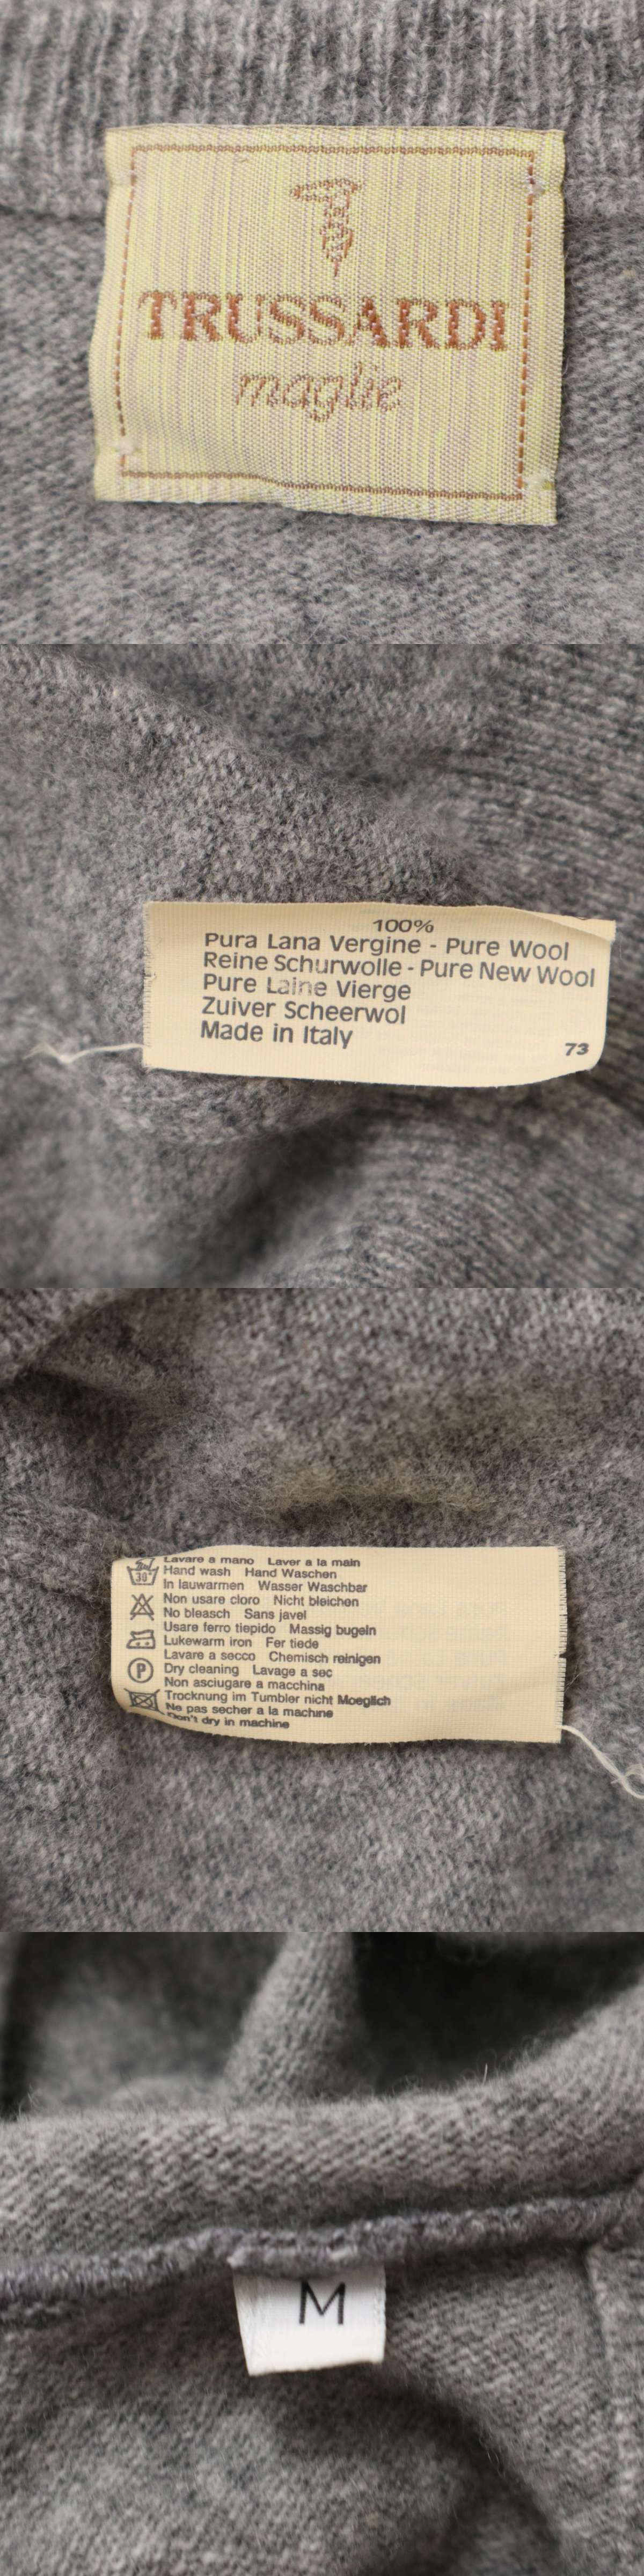 TRUSSARDI
maglie
100%
Pura Lana Vergine - Pure Wool
Reine Schurwolle - Pure New Wool
Pure Laine Vierge
Zuiver Scheerwol
Made in Italy
73
Lavare a mano Laver a la main
30°
Hand wash Hand Waschen
In lauwarmen Wasser Waschbar
Non usare cloro Nicht bleichen
No bleasch Sans javel
Usare ferro tiepido Massig bugeln
Lukewarm iron Fer tiede
Lavare a secco Chemisch reinigen
P
Dry cleaning Lavage a sec
Non asciugare a macchina
Trocknung im Tumbler nicht Moeglich
Ne pas secher a la machine
Don't dry in machine
M